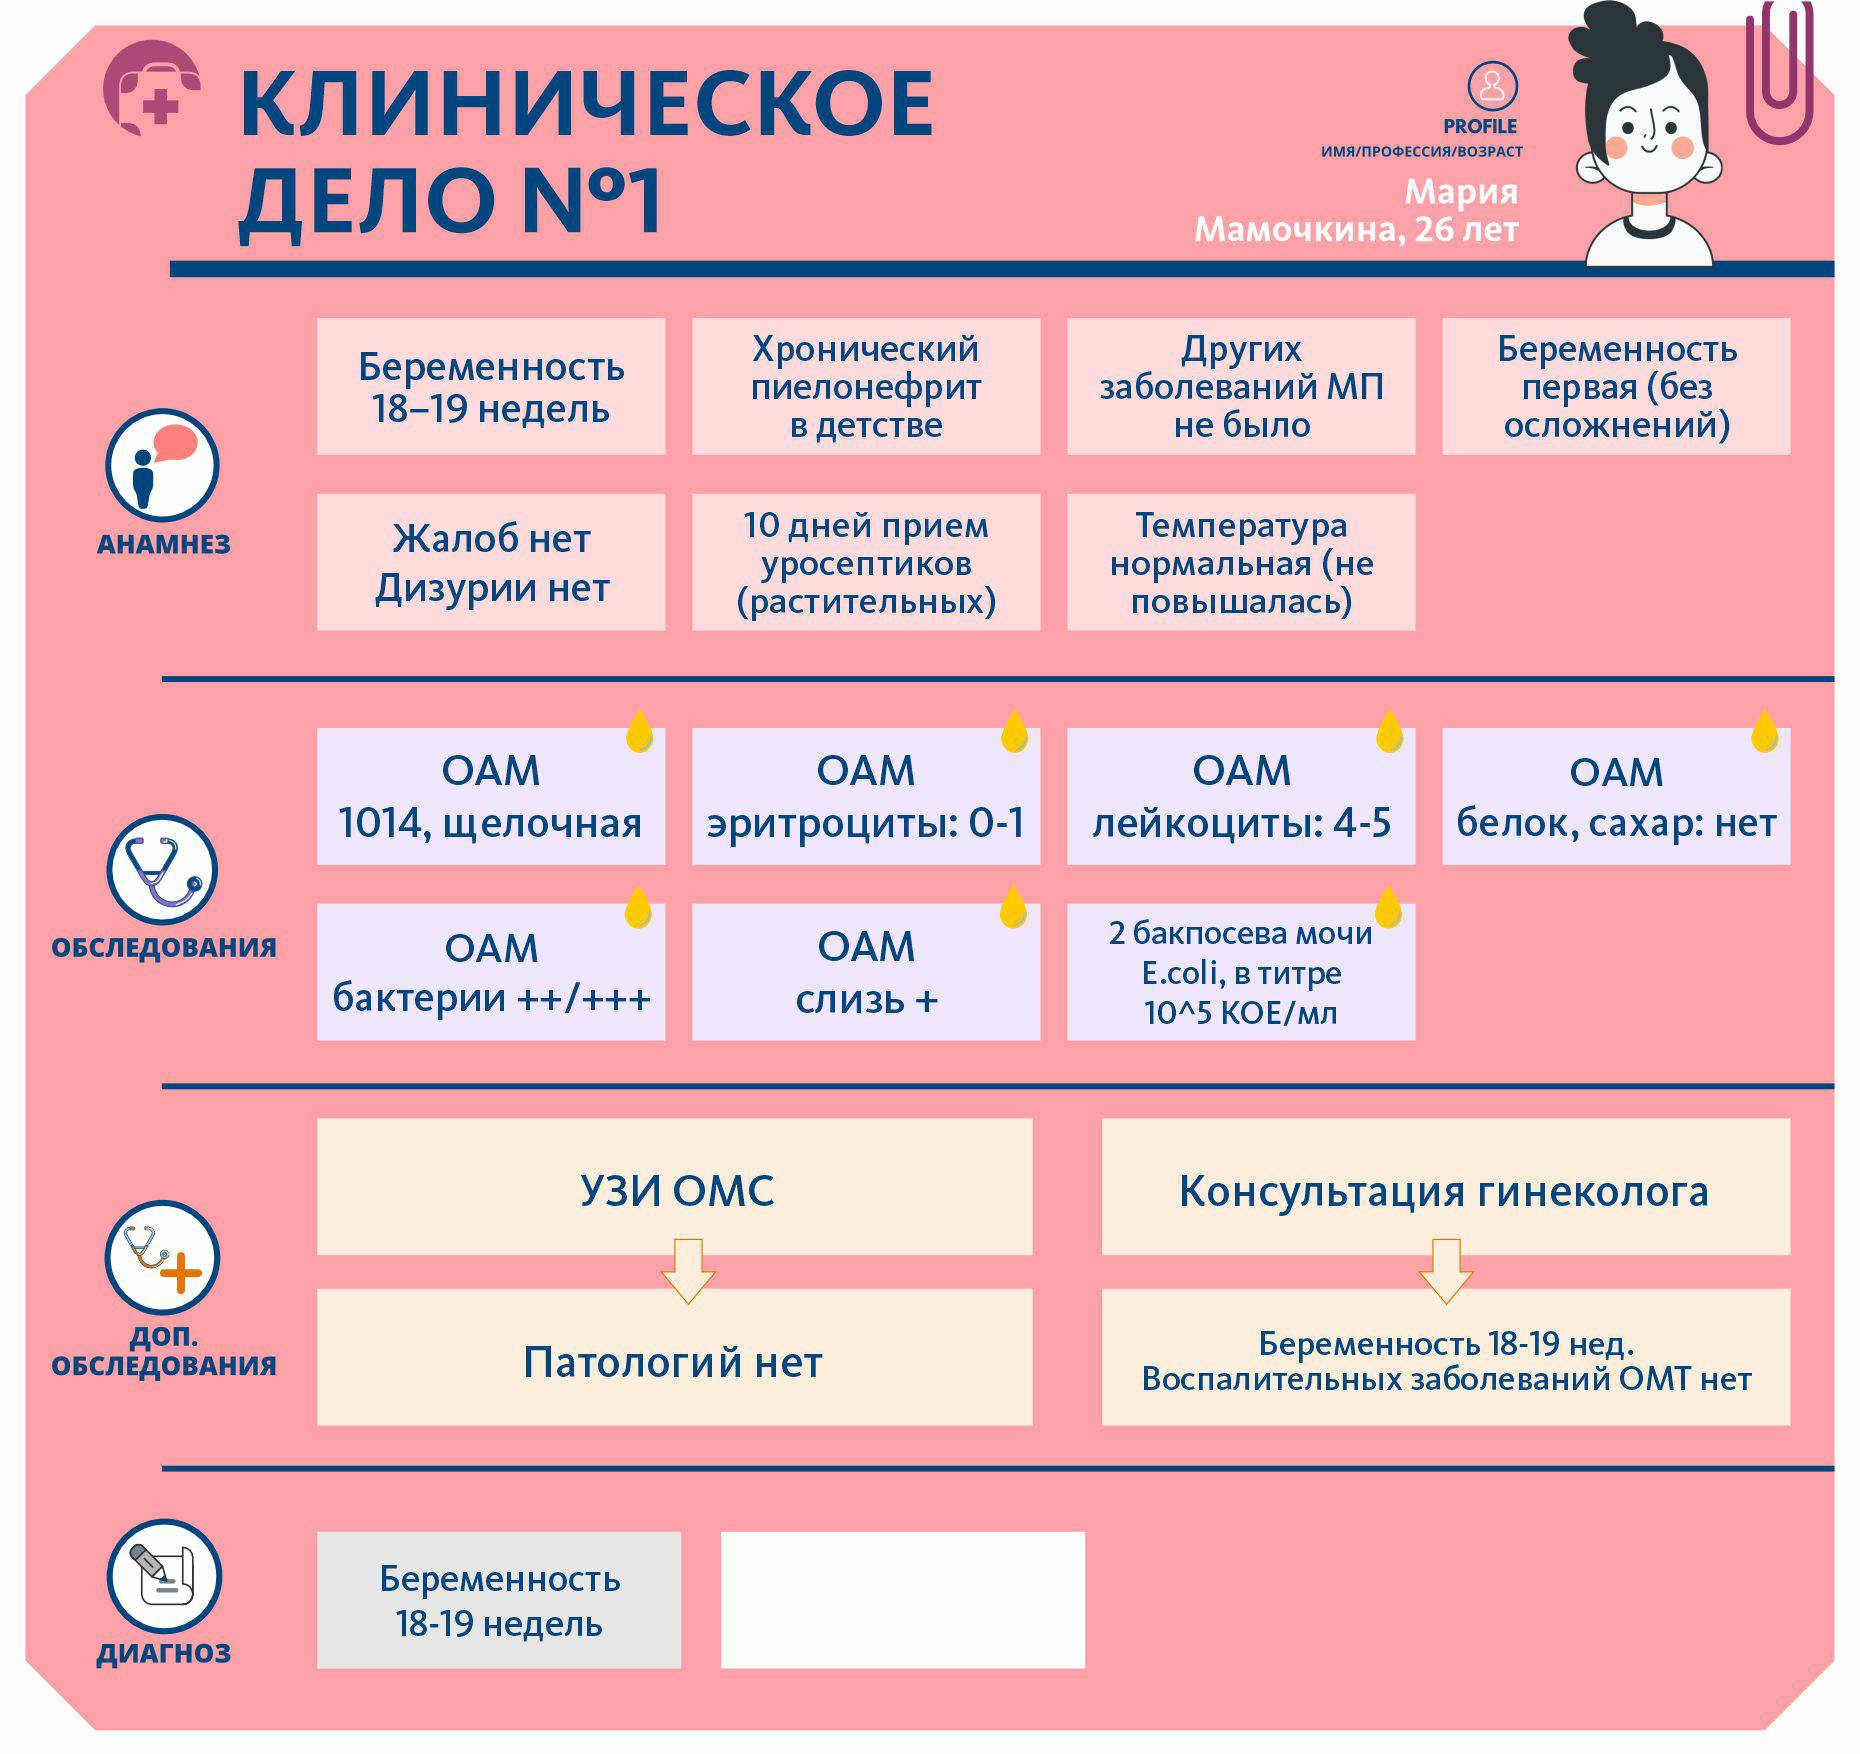 КЛИНИЧЕСКОЕ
ДЕЛО №1
PROFILE
ИМЯ/ПРОФЕССИЯ/ВОЗРАСТ
Мария
Мамочкина, 26 лет
АНАМНЕЗ
Беременность
18–19 недель
Хронический
пиелонефрит
в детстве
Других
заболеваний МП
не было
Беременность
первая (без
осложнений)
Жалоб нет
Дизурии нет
10 дней прием
уросептиков
(растительных)
Температура
нормальная (не
повышалась)
ОБСЛЕДОВАНИЯ
ОАМ
1014, щелочная
ОАМ
эритроциты: 0-1
ОАМ
лейкоциты: 4-5
ОАМ
белок, сахар: нет
ОАМ
бактерии ++/+++
ОАМ
слизь +
2 бакпосева мочи
E.coli, в титре
10^5 КОЕ/мл
ДОП.
ОБСЛЕДОВАНИЯ
УЗИ ОМС
Патологий нет
Консультация гинеколога
Беременность 18-19 нед.
Воспалительных заболеваний ОМТ нет
ДИАГНОЗ
Беременность
18-19 недель